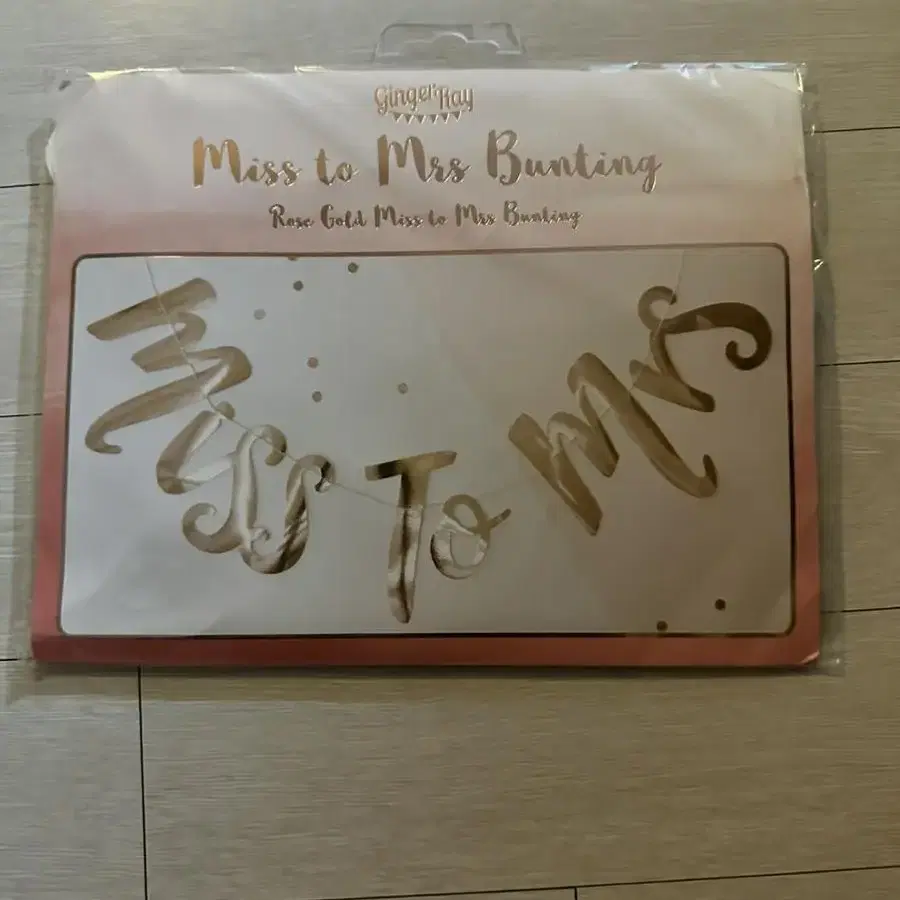 Ginger Ray
Miss to Mrs Bunting
Rose Gold Miss to Mrs Bunting
Miss To Mrs